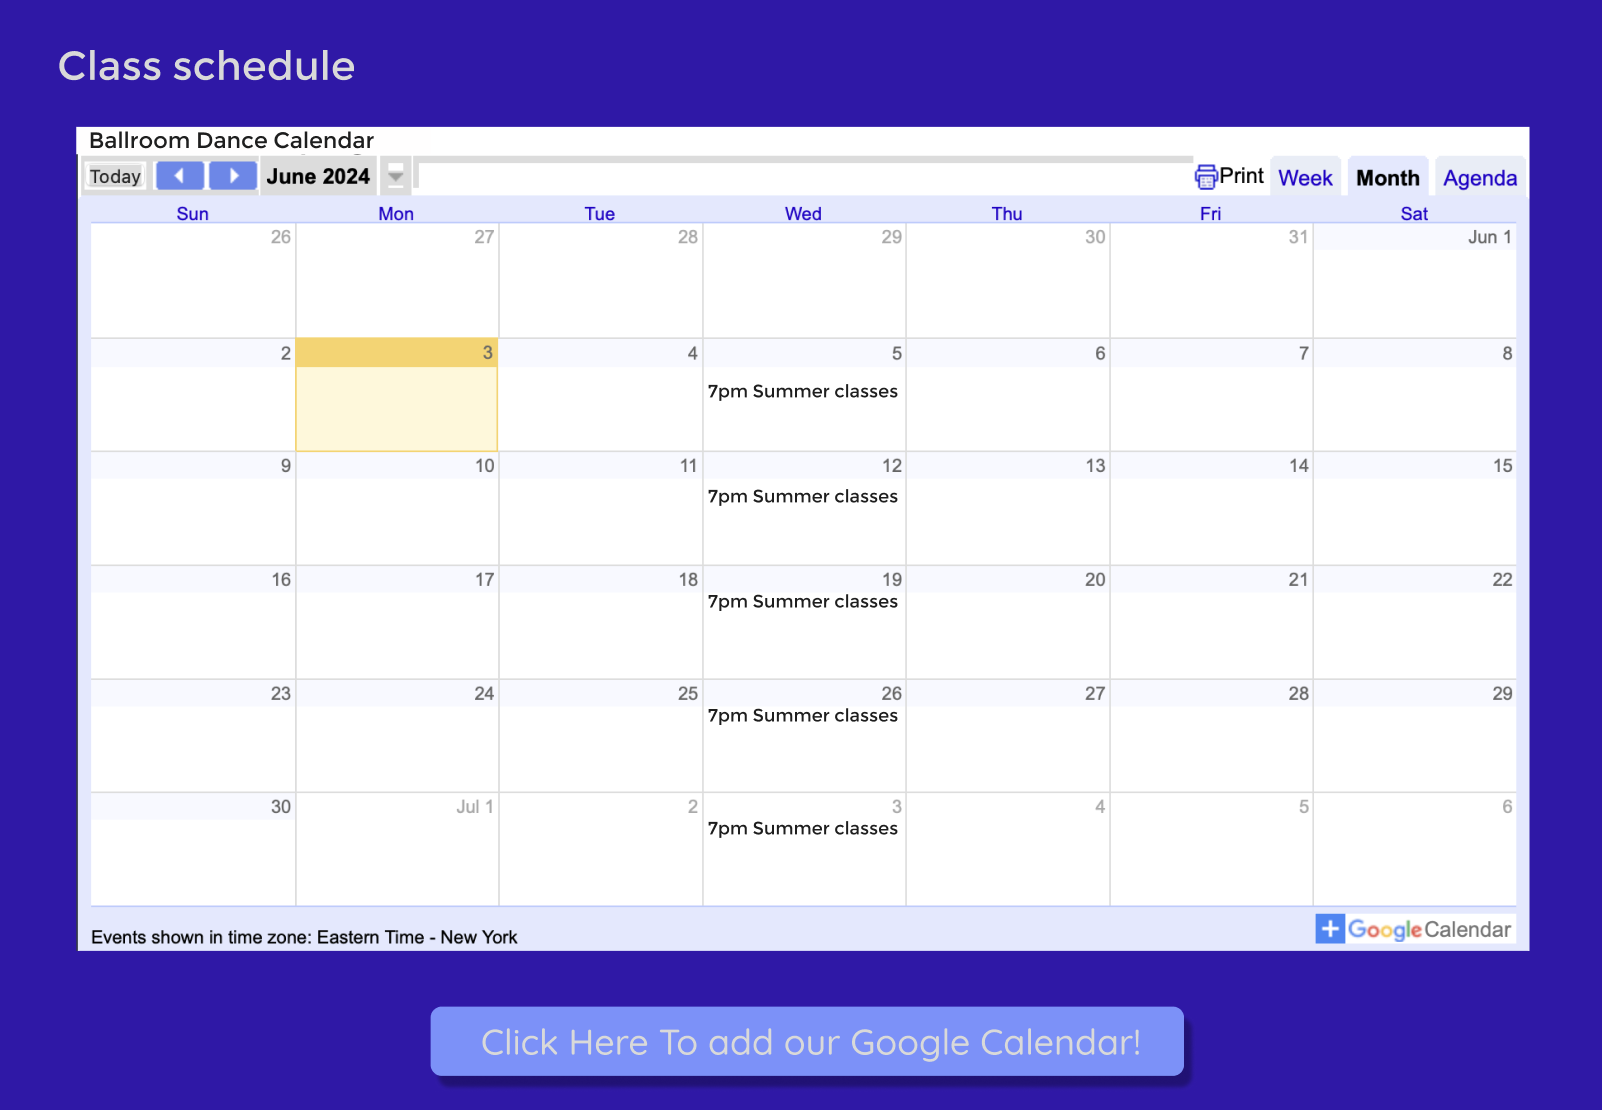 Class schedule
Ballroom Dance Calendar
Today June 2024 Print Week Month Agenda
Sun Mon Tue Wed Thu Fri Sat
26 27 28 29 30 31 Jun 1
2 3 4 5 6 7 8
7pm Summer classes
9 10 11 12 13 14 15
7pm Summer classes
16 17 18 19 20 21 22
7pm Summer classes
23 24 25 26 27 28 29
7pm Summer classes
30 Jul 1 2 3 4 5 6
7pm Summer classes
Events shown in time zone: Eastern Time - New York
+ Google Calendar
Click Here To add our Google Calendar!